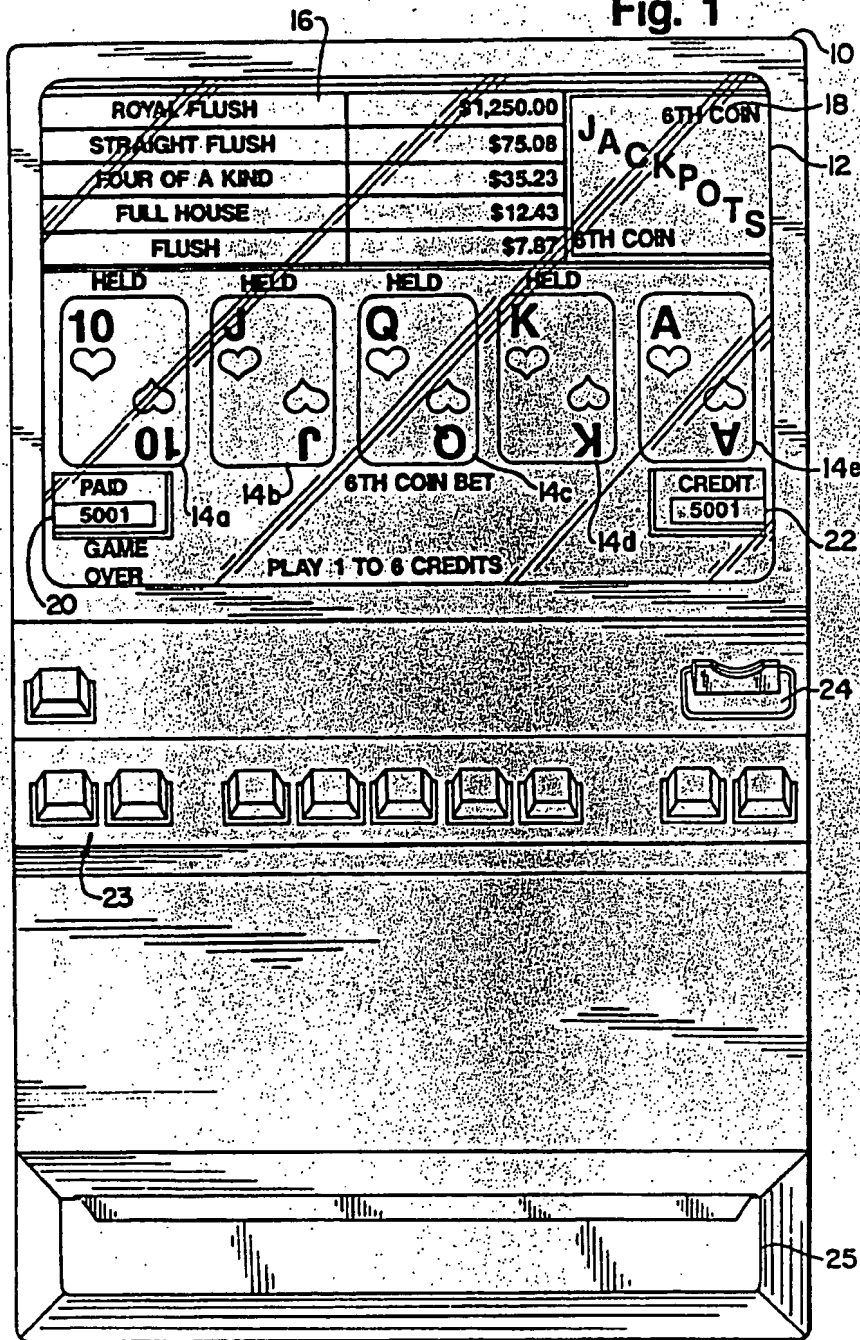 Fig. 1
16
10
ROYAL FLUSH $1,250.00
STRAIGHT FLUSH $75.08
FOUR OF A KIND $35.23
FULL HOUSE $12.43
FLUSH $7.87
6TH COIN
18
JACKPOTS
12
6TH COIN
HELD HELD HELD HELD
10 J Q K A
10 J Q K A
14a 14b 14c 14d 14e
6TH COIN BET
PAID
5001
CREDIT
5001
22
GAME
OVER
20
PLAY 1 TO 6 CREDITS
24
23
25